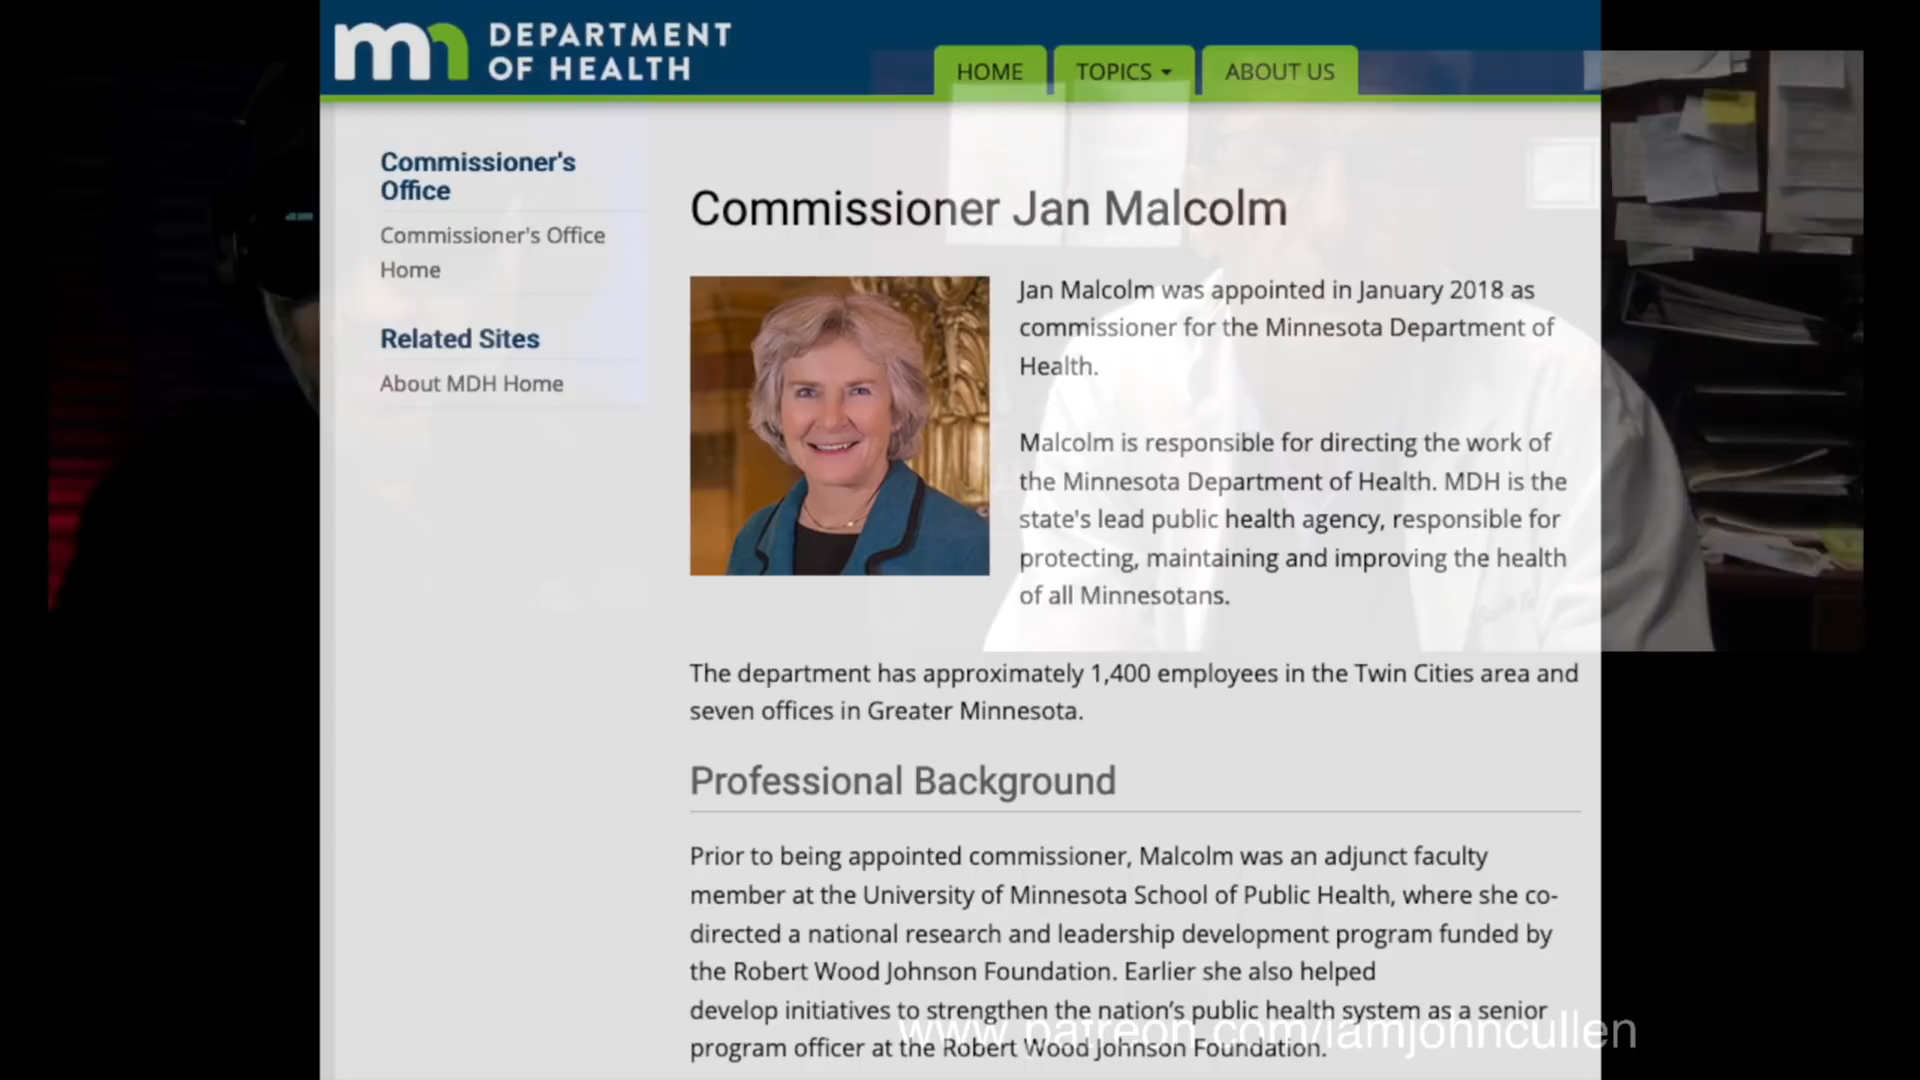 mn DEPARTMENT
OF HEALTH
HOME
TOPICS
ABOUT US
Commissioner's
Office
Commissioner's Office
Home
Related Sites
About MDH Home
Commissioner Jan Malcolm
Jan Malcolm was appointed in January 2018 as
commissioner for the Minnesota Department of
Health.
Malcolm is responsible for directing the work of
the Minnesota Department of Health. MDH is the
state's lead public health agency, responsible for
protecting, maintaining and improving the health
of all Minnesotans.
The department has approximately 1,400 employees in the Twin Cities area and
seven offices in Greater Minnesota.
Professional Background
Prior to being appointed commissioner, Malcolm was an adjunct faculty
member at the University of Minnesota School of Public Health, where she co-
directed a national research and leadership development program funded by
the Robert Wood Johnson Foundation. Earlier she also helped
develop initiatives to strengthen the nation’s public health system as a senior
program officer at the Robert Wood Johnson Foundation.
www.patreon.com/iamjohncullen